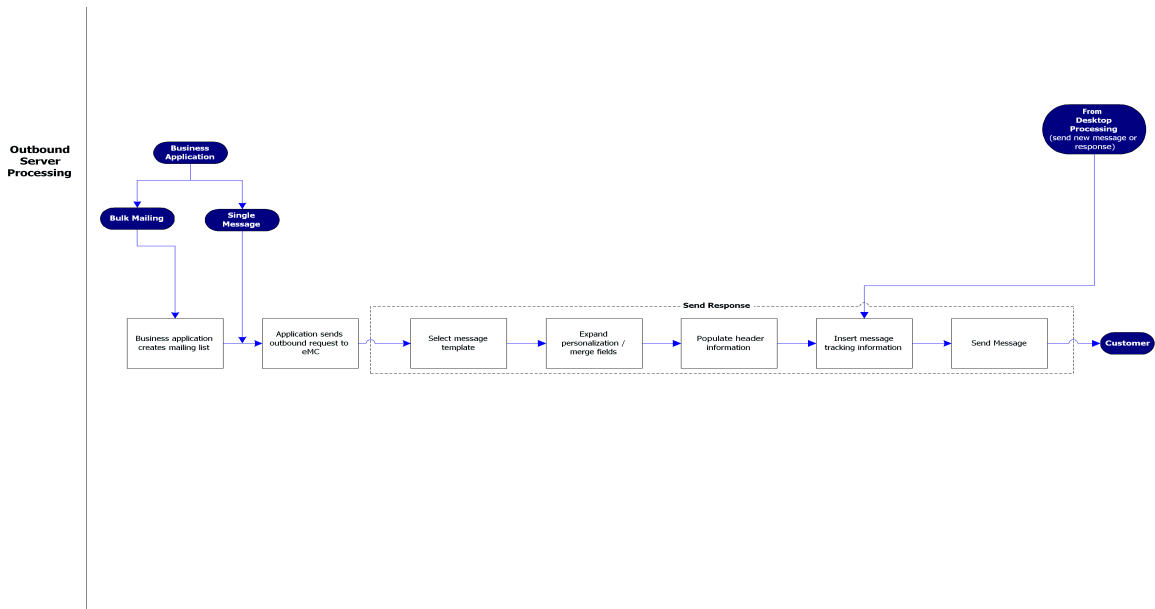 From
Desktop
Processing
(send new message or
response)
Outbound
Server
Processing
Business
Application
Bulk Mailing
Single
Message
Send Response
Business application
creates mailing list
Application sends
outbound request to
eMC
Select message
template
Expand
personalization /
merge fields
Populate header
information
Insert message
tracking information
Send Message
Customer